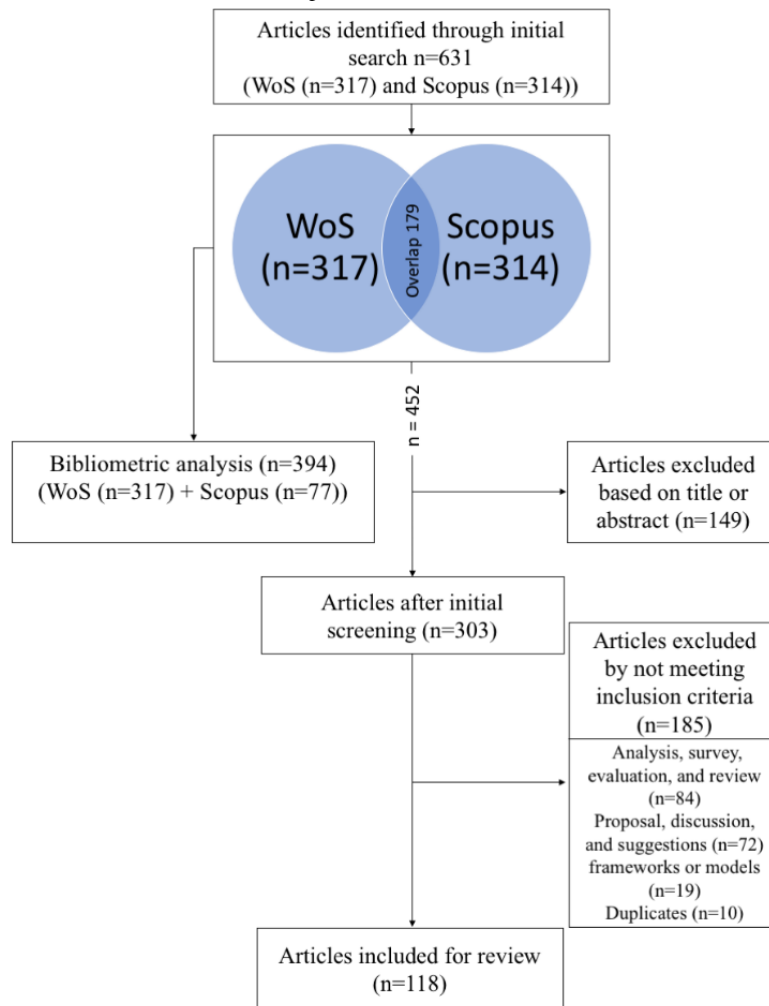 Articles identified through initial
search n=631
(WoS (n=317) and Scopus (n=314))
WoS
(n=317)
Overlap 179
Scopus
(n=314)
n = 452
Bibliometric analysis (n=394)
(WoS (n=317) + Scopus (n=77))
Articles excluded
based on title or
abstract (n=149)
Articles after initial
screening (n=303)
Articles excluded
by not meeting
inclusion criteria
(n=185)
Analysis, survey,
evaluation, and review
(n=84)
Proposal, discussion,
and suggestions (n=72)
frameworks or models
(n=19)
Duplicates (n=10)
Articles included for review
(n=118)